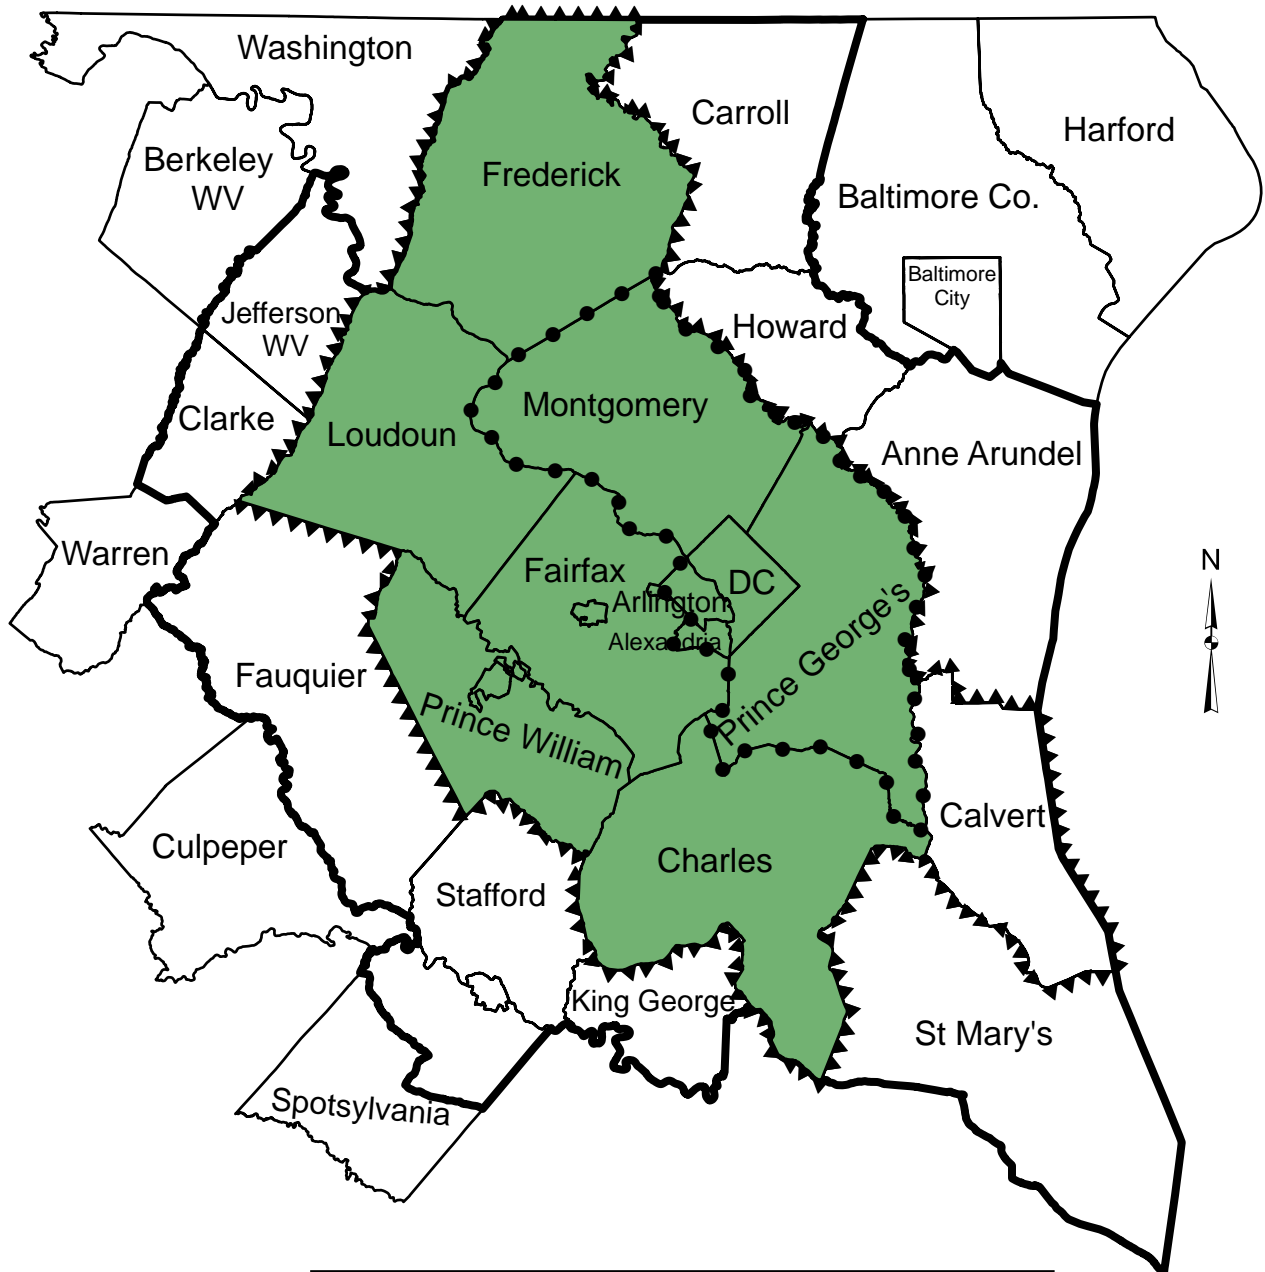 Washington
Carroll
Harford
Berkeley
WV
Frederick
Baltimore Co.
Baltimore
City
Jefferson
WV
Howard
Montgomery
Clarke
Loudoun
Anne Arundel
Warren
N
Fairfax
DC
Arlington
Alexandria
Prince George's
Fauquier
Prince William
Calvert
Culpeper
Charles
Stafford
King George
St Mary's
Spotsylvania